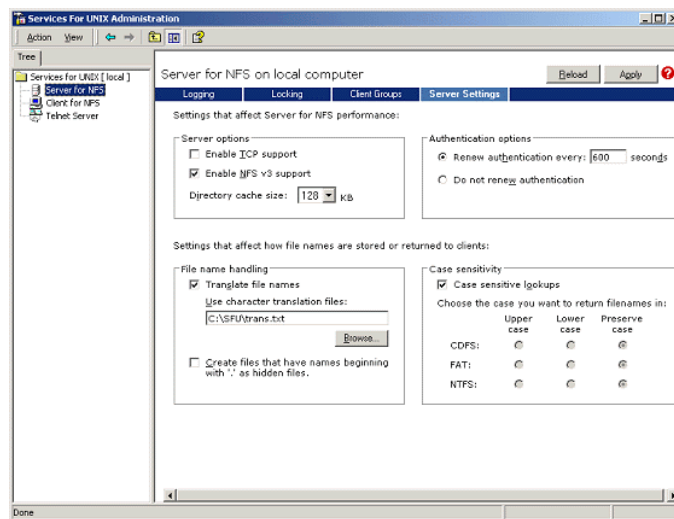 Services For UNIX Administration
Action View
Tree
Services for UNIX [ local ]
Server for NFS
Client for NFS
Telnet Server
Server for NFS on local computer
Reload Apply ?
Logging Locking Client Groups Server Settings
Settings that affect Server for NFS performance:
Server options
Enable TCP support
Enable NFS v3 support
Directory cache size: 128 KB
Authentication options
Renew authentication every: 600 seconds
Do not renew authentication
Settings that affect how file names are stored or returned to clients:
File name handling
Translate file names
Use character translation files:
C:\SFU\trans.txt
Browse...
Create files that have names beginning
with '.' as hidden files.
Case sensitivity
Case sensitive lookups
Choose the case you want to return filenames in:
Upper case Lower case Preserve case
CDFS:
FAT:
NTFS:
Done